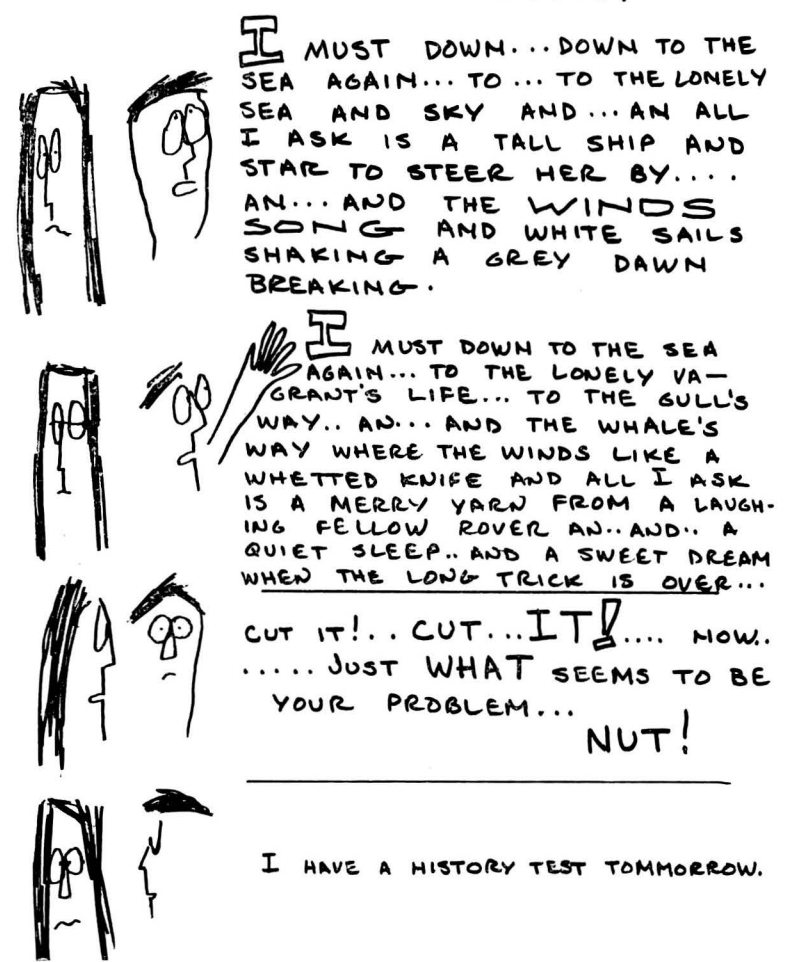 I MUST DOWN... DOWN TO THE
SEA AGAIN... TO ... TO THE LONELY
SEA AND SKY AND ... AN ALL
I ASK IS A TALL SHIP AND
STAR TO STEER HER BY....
AN... AND THE WINDS
SONG AND WHITE SAILS
SHAKING A GREY DAWN
BREAKING.
I MUST DOWN TO THE SEA
AGAIN... TO THE LONELY VA-
GRANT'S LIFE... TO THE GULL'S
WAY.. AN... AND THE WHALE'S
WAY WHERE THE WINDS LIKE A
WHETTED KNIFE AND ALL I ASK
IS A MERRY YARN FROM A LAUGH-
ING FELLOW ROVER AN.. AND.. A
QUIET SLEEP.. AND A SWEET DREAM
WHEN THE LONG TRICK IS OVER...
CUT IT!.. CUT... IT!.... NOW..
..... JUST WHAT SEEMS TO BE
YOUR PROBLEM...
NUT!
I HAVE A HISTORY TEST TOMMORROW.